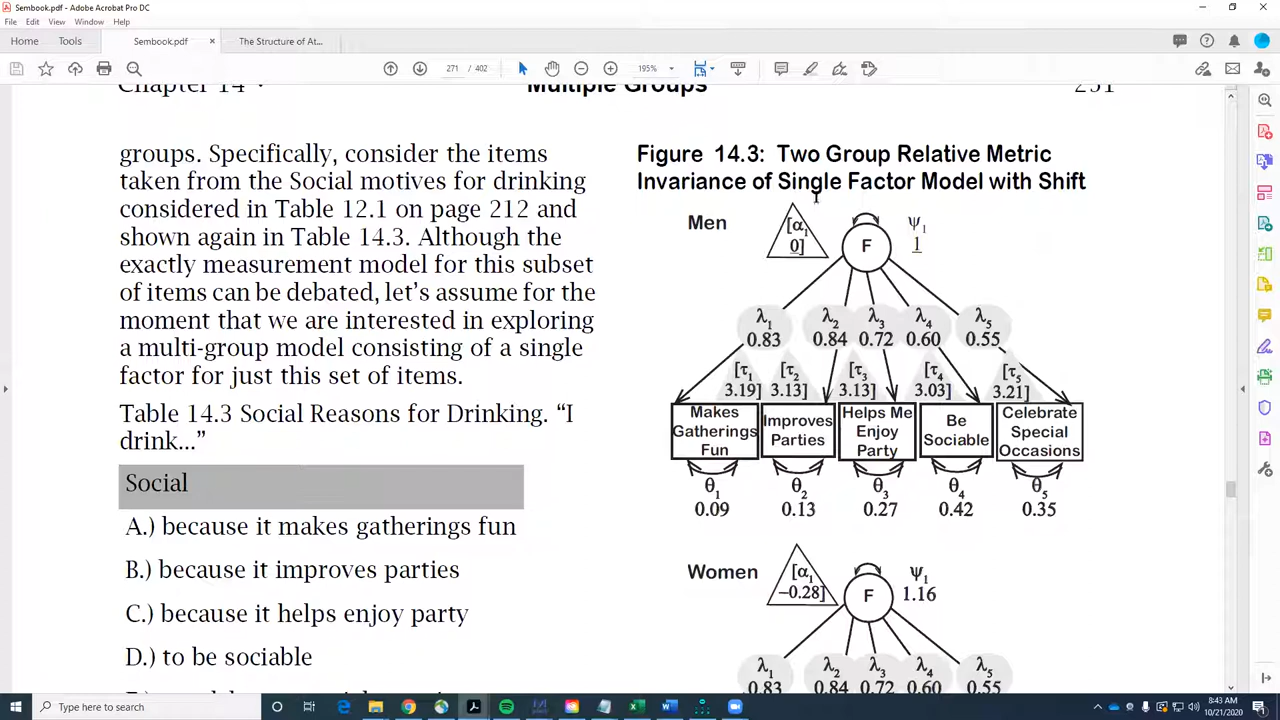 Sembook.pdf - Adobe Acrobat Pro DC
File Edit View Window Help
Home Tools Sembook.pdf × The Structure of At...
271 / 402 195%
Chapter 14
Multiple Groups
251
groups. Specifically, consider the items
taken from the Social motives for drinking
considered in Table 12.1 on page 212 and
shown again in Table 14.3. Although the
exactly measurement model for this subset
of items can be debated, let's assume for the
moment that we are interested in exploring
a multi-group model consisting of a single
factor for just this set of items.
Table 14.3 Social Reasons for Drinking. "I
drink..."
Social
A.) because it makes gatherings fun
B.) because it improves parties
C.) because it helps enjoy party
D.) to be sociable
Figure 14.3: Two Group Relative Metric
Invariance of Single Factor Model with Shift
Men
[α1
0]
F
ψ1
1
λ1 λ2 λ3 λ4 λ5
0.83 0.84 0.72 0.60 0.55
[τ1 [τ2 [τ3 [τ4 [τ5
3.19] 3.13] 3.13] 3.03] 3.21]
Makes Gatherings Fun
Improves Parties
Helps Me Enjoy Party
Be Sociable
Celebrate Special Occasions
θ1 θ2 θ3 θ4 θ5
0.09 0.13 0.27 0.42 0.35
Women
[α1
−0.28]
F
ψ1
1.16
λ1 λ2 λ3 λ4 λ5
0.83 0.84 0.72 0.60 0.55
Type here to search
8:43 AM
10/21/2020